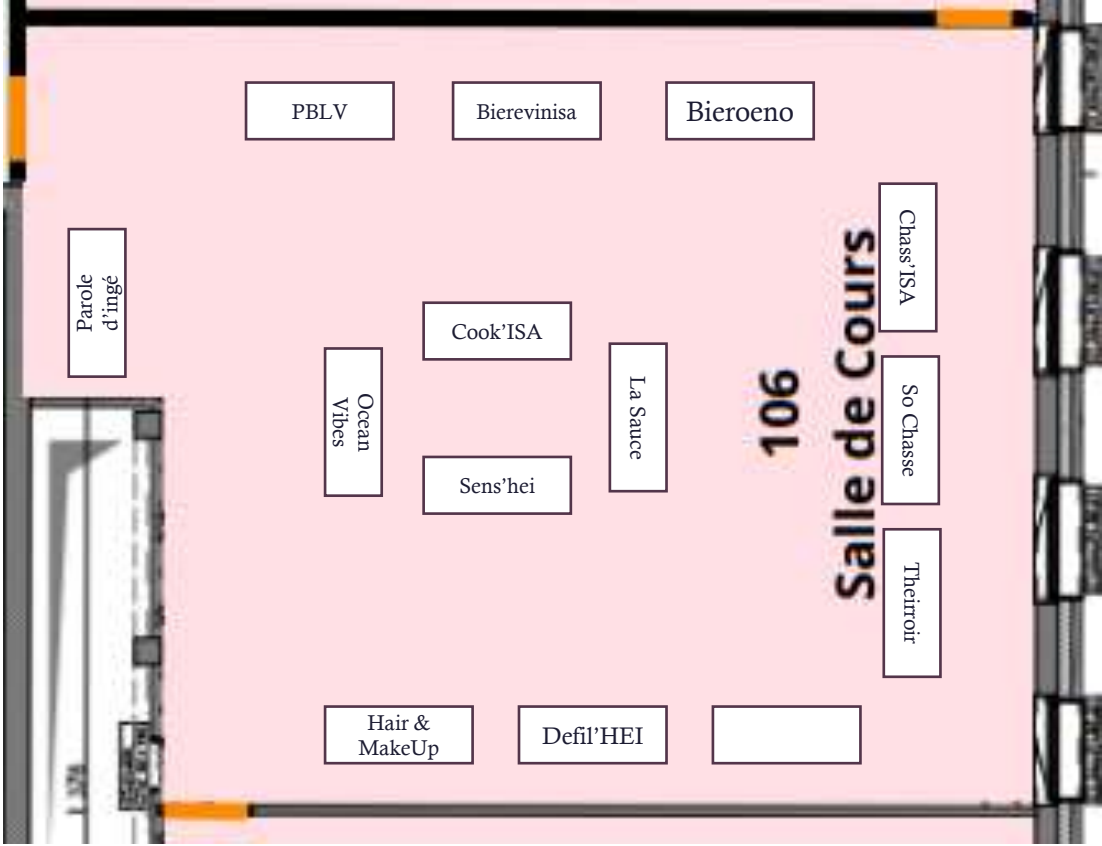 PBLV
Bierevinisa
Bieroeno
Chass'ISA
Parole
d'ingé
Cook'ISA
Ocean
Vibes
La Sauce
106
Salle de Cours
So Chasse
Sens'hei
Theirroir
Hair &
MakeUp
Defil'HEI